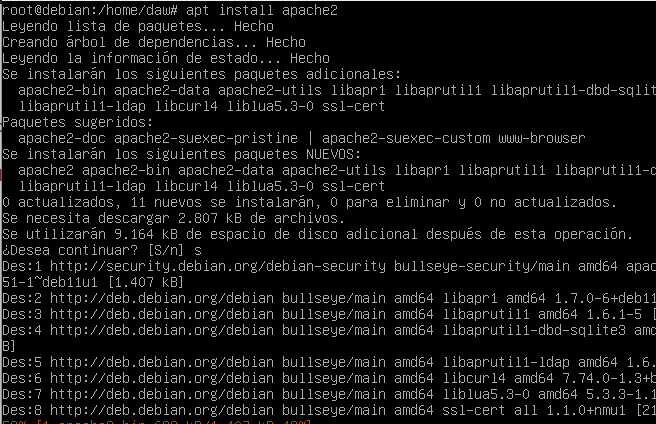 root@debian:/home/daw# apt install apache2
Leyendo lista de paquetes... Hecho
Creando árbol de dependencias... Hecho
Leyendo la información de estado... Hecho
Se instalarán los siguientes paquetes adicionales:
  apache2-bin apache2-data apache2-utils libapr1 libaprutil1 libaprutil1-dbd-sqlit
  libaprutil1-ldap libcurl4 liblua5.3-0 ssl-cert
Paquetes sugeridos:
  apache2-doc apache2-suexec-pristine | apache2-suexec-custom www-browser
Se instalarán los siguientes paquetes NUEVOS:
  apache2 apache2-bin apache2-data apache2-utils libapr1 libaprutil1 libaprutil1-d
  libaprutil1-ldap libcurl4 liblua5.3-0 ssl-cert
0 actualizados, 11 nuevos se instalarán, 0 para eliminar y 0 no actualizados.
Se necesita descargar 2.807 kB de archivos.
Se utilizarán 9.164 kB de espacio de disco adicional después de esta operación.
¿Desea continuar? [S/n] s
Des:1 http://security.debian.org/debian-security bullseye-security/main amd64 apac
51-1~deb11u1 [1.407 kB]
Des:2 http://deb.debian.org/debian bullseye/main amd64 libapr1 amd64 1.7.0-6+deb11
Des:3 http://deb.debian.org/debian bullseye/main amd64 libaprutil1 amd64 1.6.1-5 [
Des:4 http://deb.debian.org/debian bullseye/main amd64 libaprutil1-dbd-sqlite3 amd
B]
Des:5 http://deb.debian.org/debian bullseye/main amd64 libaprutil1-ldap amd64 1.6.
Des:6 http://deb.debian.org/debian bullseye/main amd64 libcurl4 amd64 7.74.0-1.3+b
Des:7 http://deb.debian.org/debian bullseye/main amd64 liblua5.3-0 amd64 5.3.3-1.1
Des:8 http://deb.debian.org/debian bullseye/main amd64 ssl-cert all 1.1.0+nmu1 [21